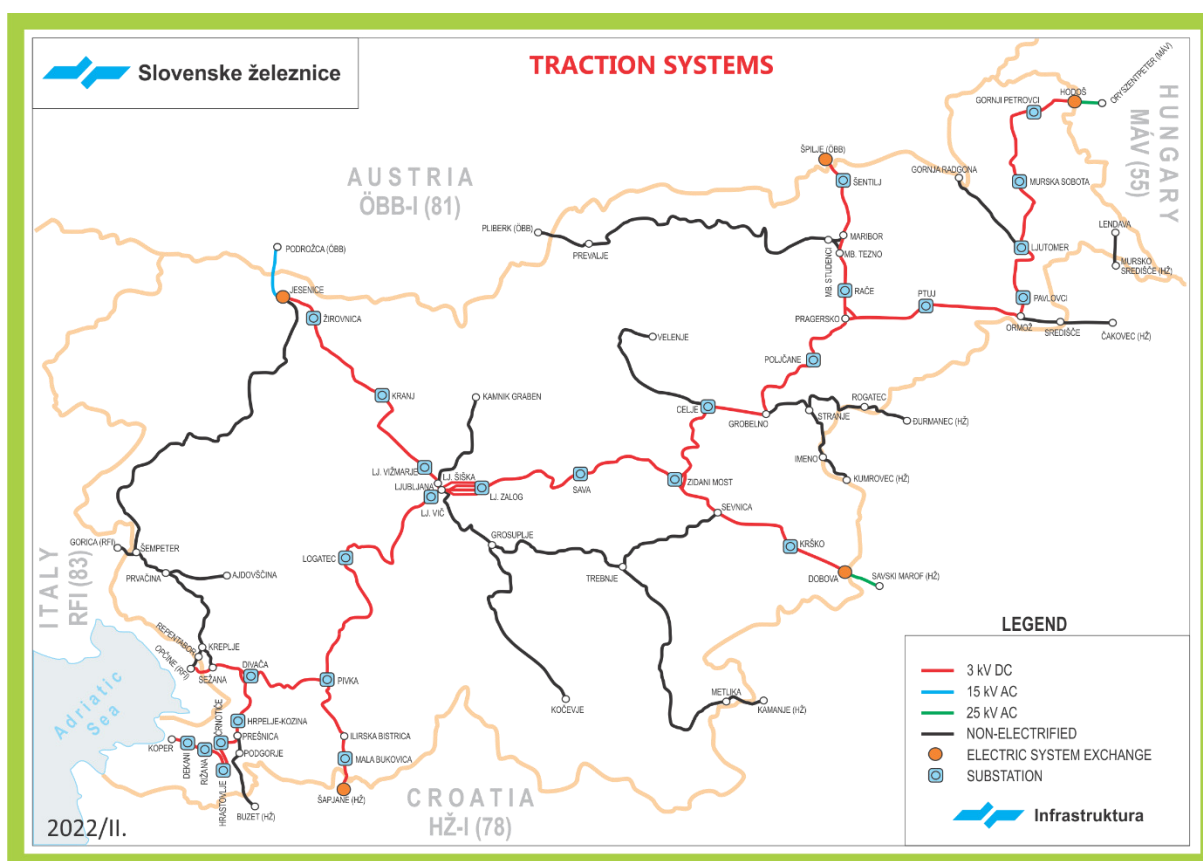 Slovenske železnice
TRACTION SYSTEMS
AUSTRIA
ÖBB-I (81)
HUNGARY
MÁV (55)
ITALY
RFI (83)
CROATIA
HŽ-I (78)
Adriatic
Sea
ORYSZENTPETER (MÁV)
HODOŠ
GORNJI PETROVCI
MURSKA SOBOTA
GORNJA RADGONA
LJUTOMER
LENDAVA
MURSKO
SREDIŠČE (HŽ)
PAVLOVCI
ORMOŽ
SREDIŠČE
ČAKOVEC (HŽ)
PTUJ
ŠPILJE (ÖBB)
ŠENTILJ
MARIBOR
MB. TEZNO
MB. STUDENCI
RAČE
PRAGERSKO
POLJČANE
PLIBERK (ÖBB)
PREVALJE
VELENJE
CELJE
GROBELNO
STRANJE
ROGATEC
ĐURMANEC (HŽ)
IMENO
KUMROVEC (HŽ)
PODROŽCA (ÖBB)
JESENICE
ŽIROVNICA
KRANJ
KAMNIK GRABEN
LJ. VIŽMARJE
LJ. ŠIŠKA
LJUBLJANA
LJ. ZALOG
LJ. VIČ
SAVA
ZIDANI MOST
SEVNICA
KRŠKO
DOBOVA
SAVSKI MAROF (HŽ)
GROSUPLJE
TREBNJE
KOČEVJE
METLIKA
KAMANJE (HŽ)
LOGATEC
GORICA (RFI)
ŠEMPETER
PRVAČINA
AJDOVŠČINA
REPENTABOR
KREPLJE
OPČINE (RFI)
SEŽANA
DIVAČA
PIVKA
HRPELJE-KOZINA
ČRNOTIČE
PREŠNICA
PODGORJE
KOPER
DEKANI
RIŽANA
HRASTOVLJE
BUZET (HŽ)
ILIRSKA BISTRICA
MALA BUKOVICA
ŠAPJANE (HŽ)
LEGEND
3 kV DC
15 kV AC
25 kV AC
NON-ELECTRIFIED
ELECTRIC SYSTEM EXCHANGE
SUBSTATION
Infrastruktura
2022/II.